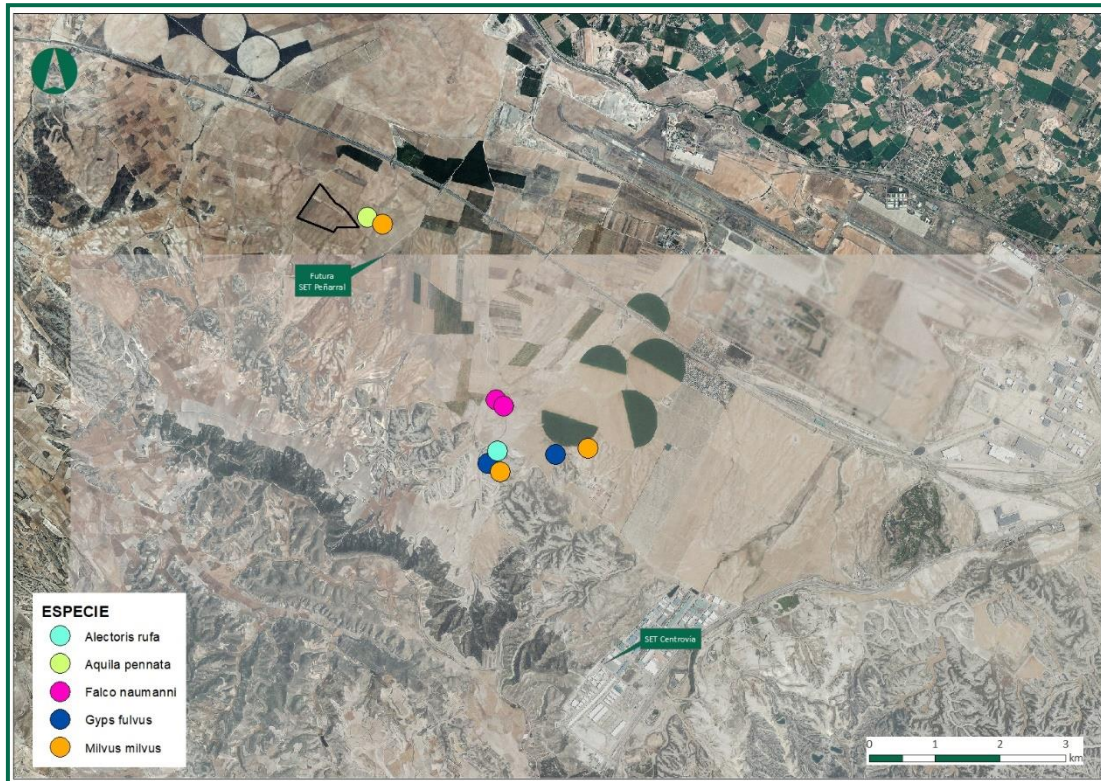 Futura
SET Peñarral
SET Centrovía
ESPECIE
Alectoris rufa
Aquila pennata
Falco naumanni
Gyps fulvus
Milvus milvus
0 1 2 3
km